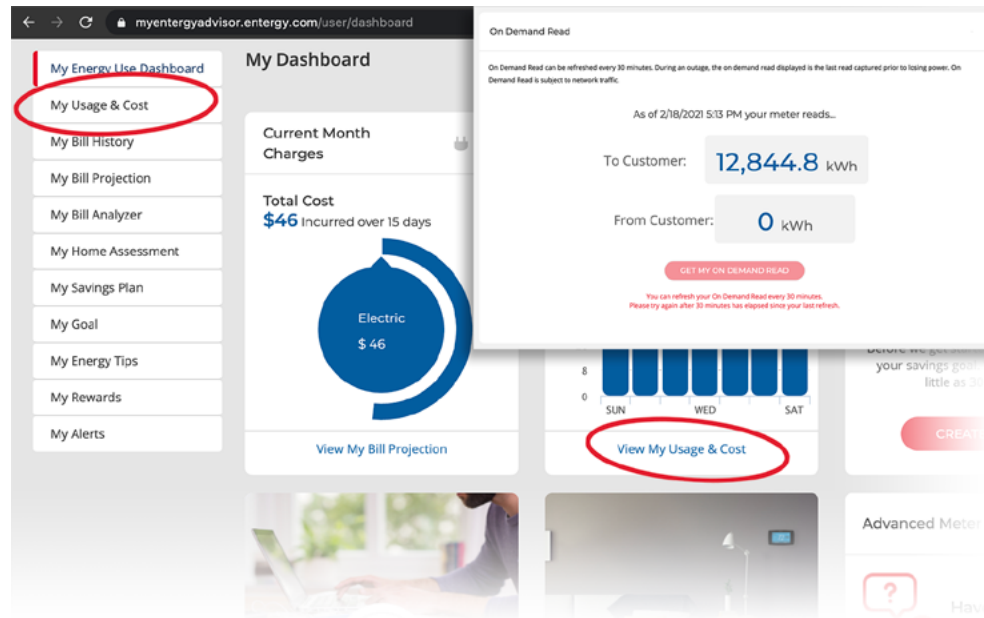 myentergyadvisor.entergy.com/user/dashboard
My Energy Use Dashboard
My Usage & Cost
My Bill History
My Bill Projection
My Bill Analyzer
My Home Assessment
My Savings Plan
My Goal
My Energy Tips
My Rewards
My Alerts
My Dashboard
Current Month
Charges
Total Cost
$46 Incurred over 15 days
Electric
$ 46
View My Bill Projection
On Demand Read
On Demand Read can be refreshed every 30 minutes. During an outage, the on demand read displayed is the last read captured prior to losing power. On
Demand Read is subject to network traffic.
As of 2/18/2021 5:13 PM your meter reads...
To Customer: 12,844.8 kWh
From Customer: 0 kWh
GET MY ON DEMAND READ
You can refresh your On Demand Read every 30 minutes.
Please try again after 30 minutes has elapsed since your last refresh.
8
0
SUN WED SAT
View My Usage & Cost
your savings goal
little as 30
CREATE
Advanced Meter
?